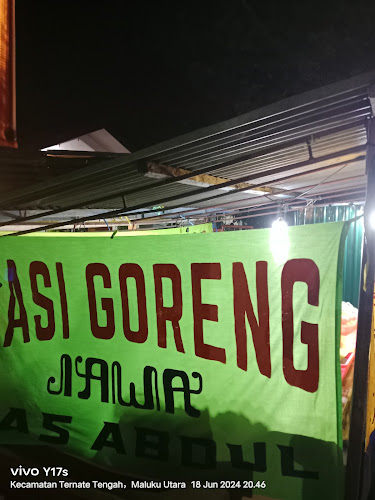 ASI GORENG
JAWA
AS ABDUL
vivo Y17s
Kecamatan Ternate Tengah, Maluku Utara 18 Jun 2024 20.46